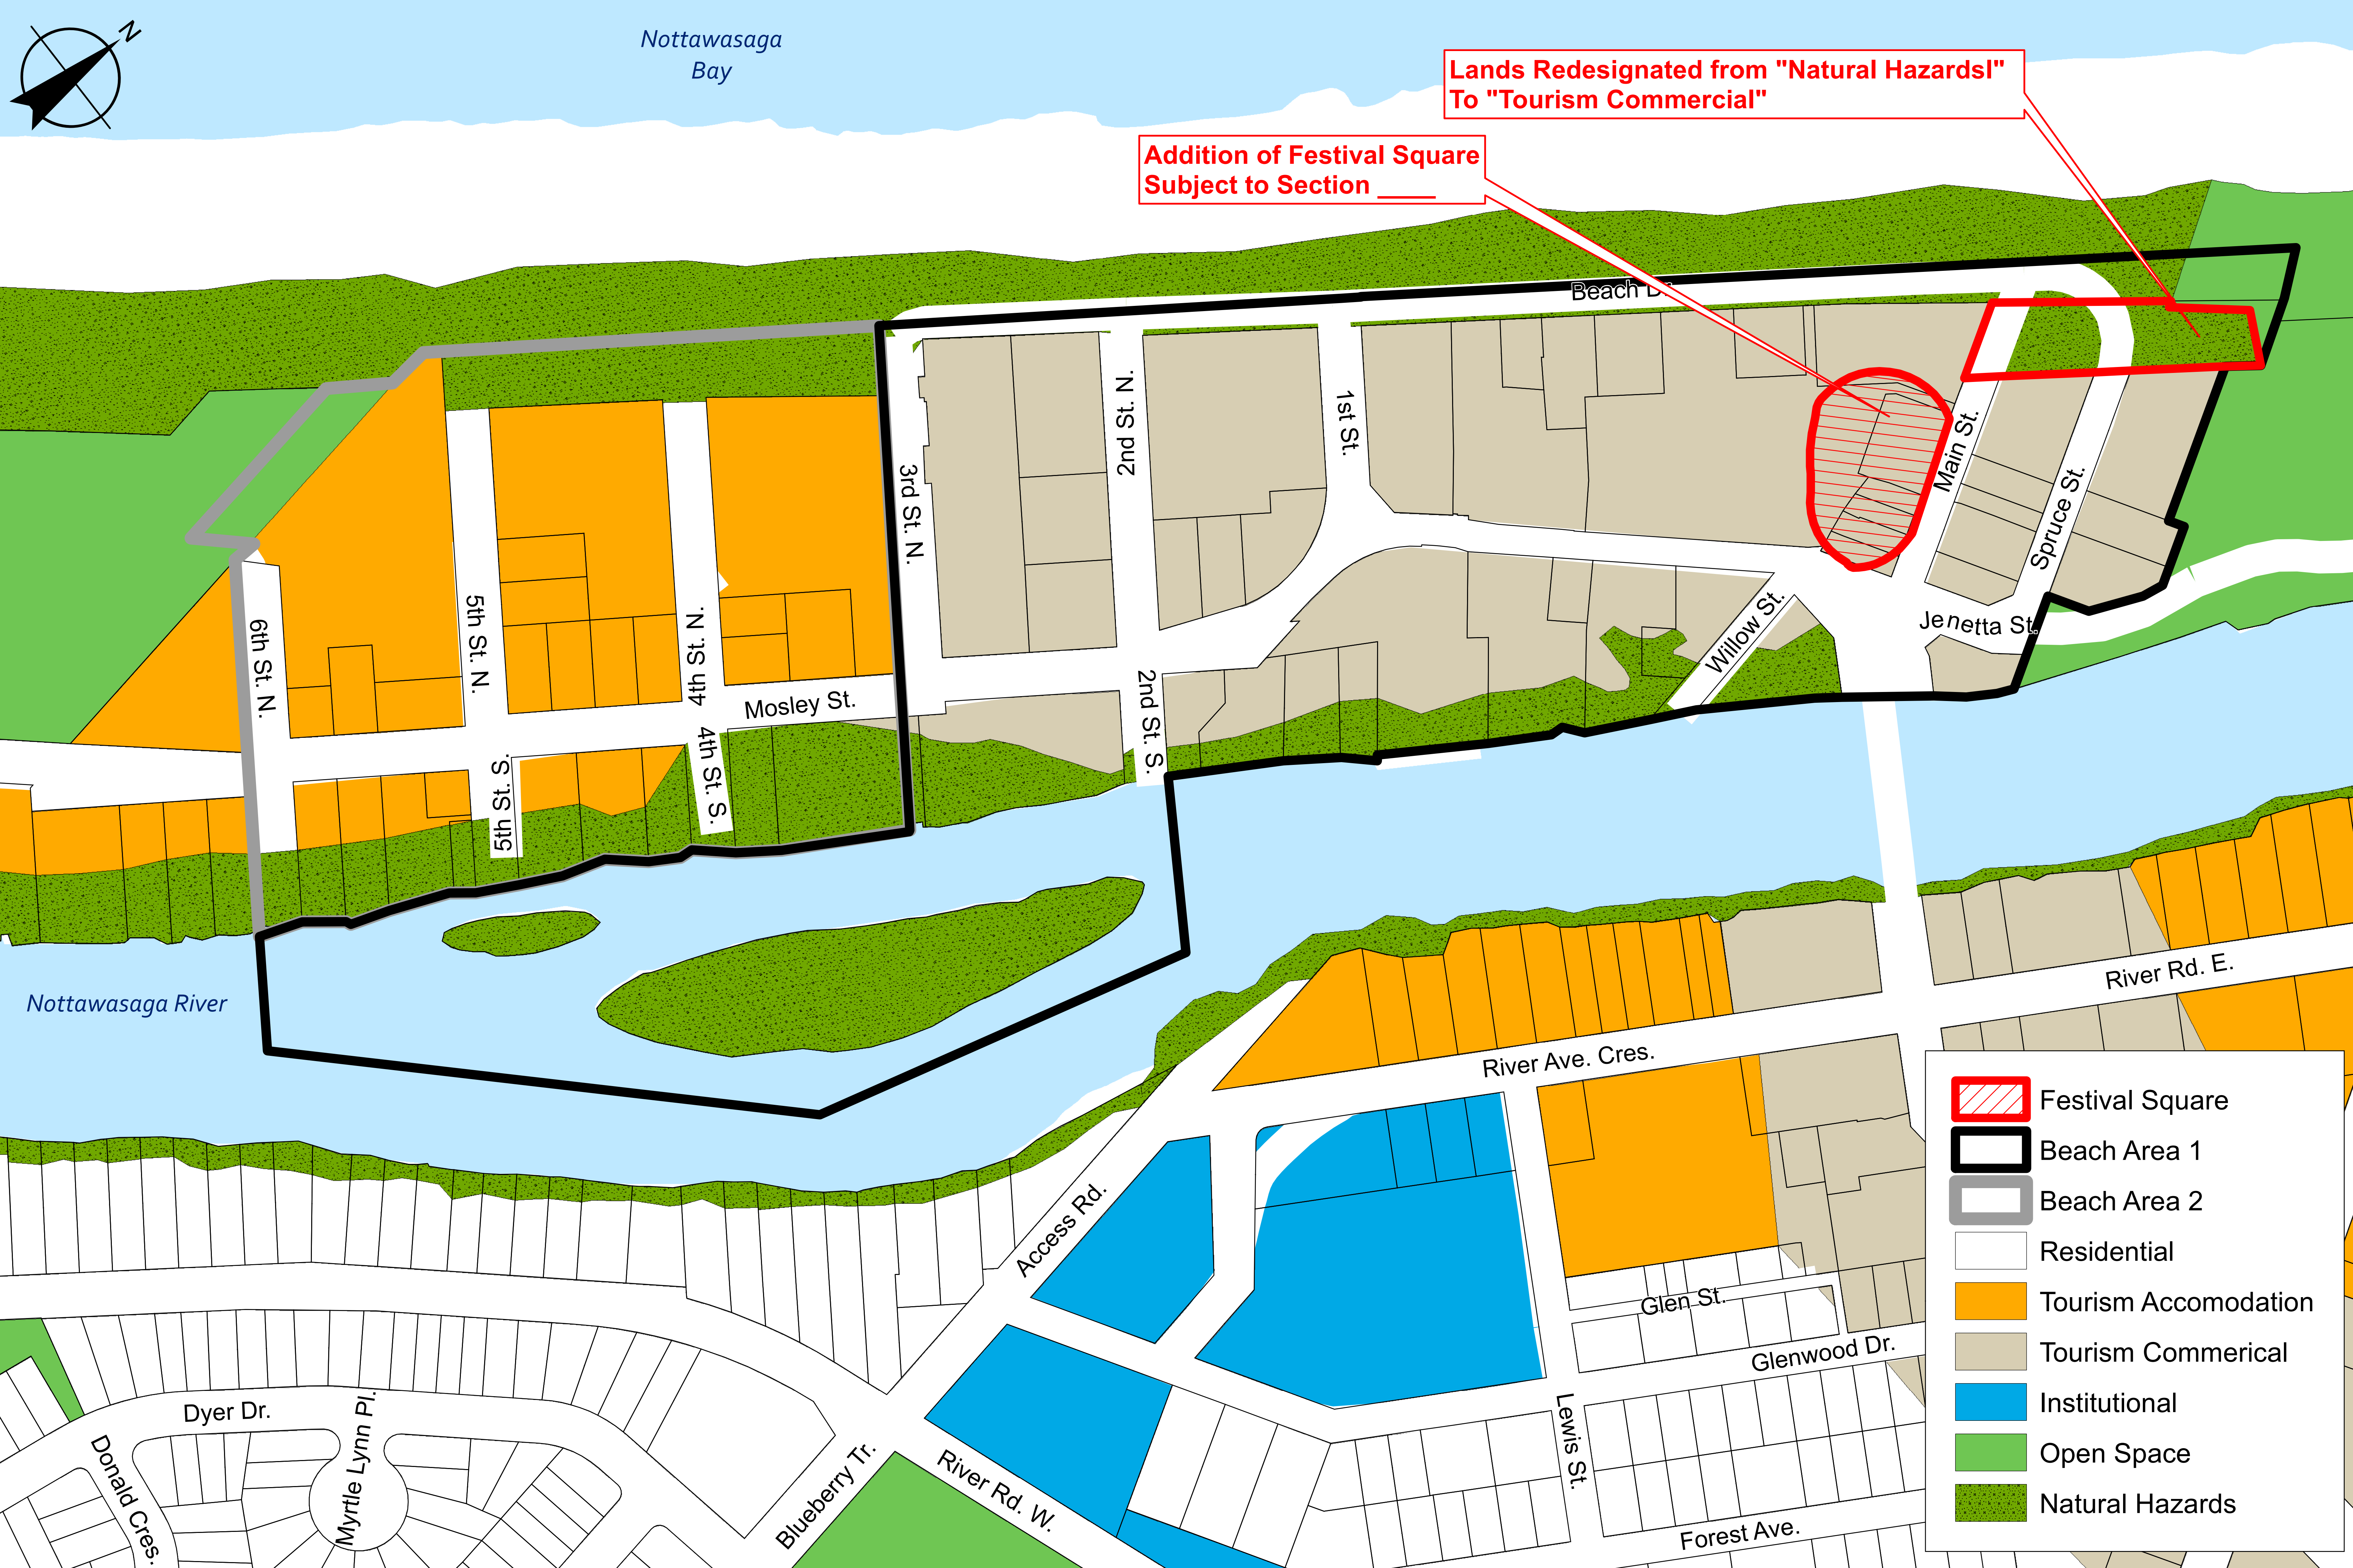 N
Nottawasaga
Bay
Lands Redesignated from "Natural Hazardsl"
To "Tourism Commercial"
Addition of Festival Square
Subject to Section ____
Beach Dr.
1st St.
2nd St. N.
3rd St. N.
Main St.
Spruce St.
5th St. N.
6th St. N.
4th St. N.
Mosley St.
Willow St.
Jenetta St.
2nd St. S.
4th St. S.
5th St. S.
Nottawasaga River
River Rd. E.
River Ave. Cres.
Access Rd.
Glen St.
Glenwood Dr.
Dyer Dr.
Myrtle Lynn Pl.
Donald Cres.
Blueberry Tr.
River Rd. W.
Lewis St.
Forest Ave.
Festival Square
Beach Area 1
Beach Area 2
Residential
Tourism Accomodation
Tourism Commerical
Institutional
Open Space
Natural Hazards